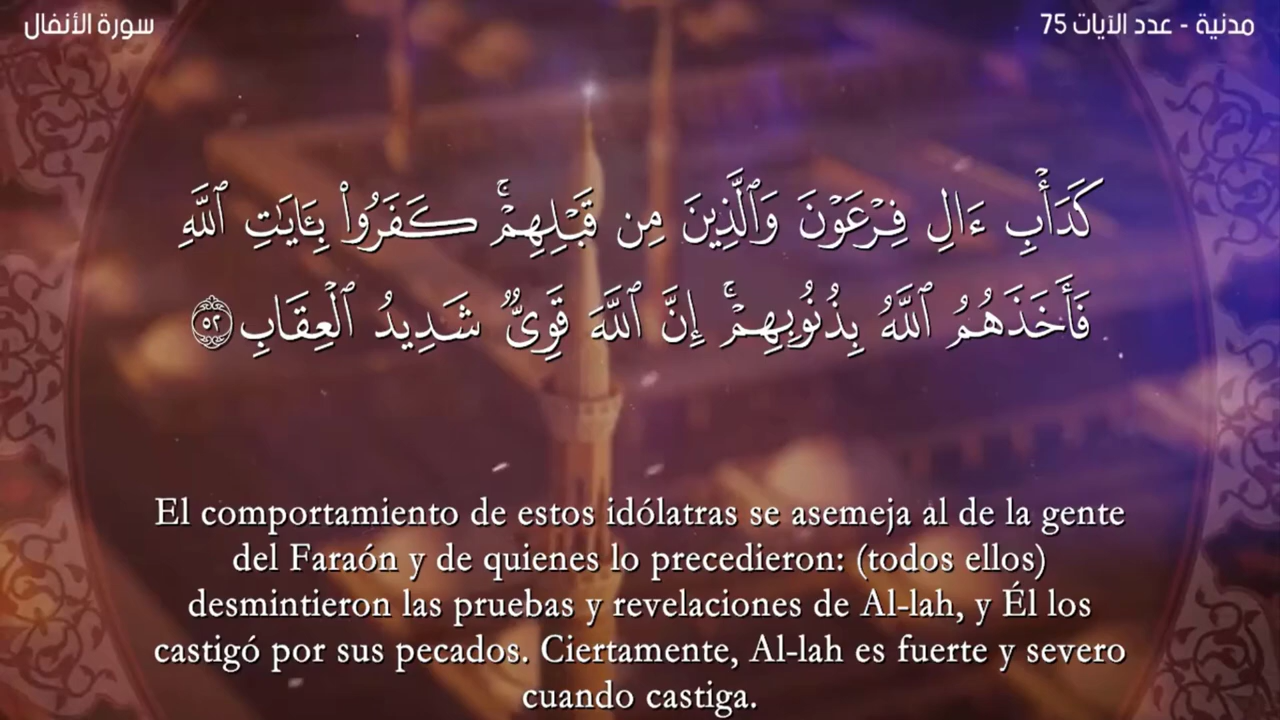 سورة الأنفال
مدنية - عدد الآيات 75
كَدَأۡبِ ءَالِ فِرۡعَوۡنَ وَٱلَّذِينَ مِن قَبۡلِهِمۡۚ كَفَرُواْ بِـَٔايَٰتِ ٱللَّهِ
فَأَخَذَهُمُ ٱللَّهُ بِذُنُوبِهِمۡۚ إِنَّ ٱللَّهَ قَوِيّٞ شَدِيدُ ٱلۡعِقَابِ ٥٢
El comportamiento de estos idólatras se asemeja al de la gente
del Faraón y de quienes lo precedieron: (todos ellos)
desmintieron las pruebas y revelaciones de Al-lah, y Él los
castigó por sus pecados. Ciertamente, Al-lah es fuerte y severo
cuando castiga.